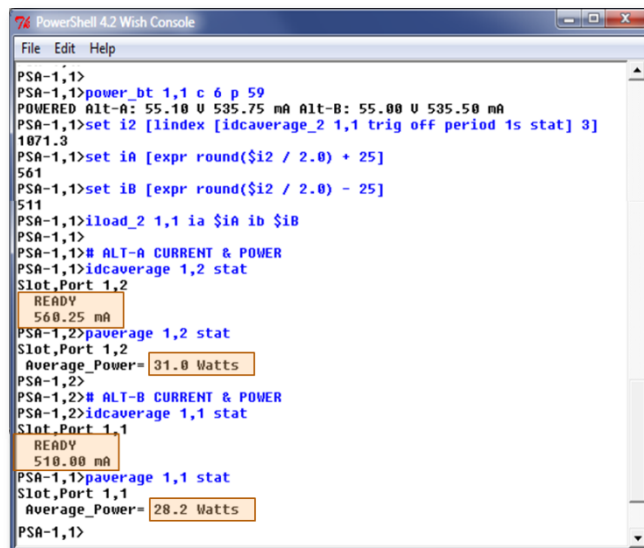 PowerShell 4.2 Wish Console
File Edit Help
PSA-1,1>
PSA-1,1>power_bt 1,1 c 6 p 59
POWERED Alt-A: 55.10 V 535.75 mA Alt-B: 55.00 V 535.50 mA
PSA-1,1>set i2 [lindex [idcaverage_2 1,1 trig off period 1s stat] 3]
1071.3
PSA-1,1>set iA [expr round($i2 / 2.0) + 25]
561
PSA-1,1>set iB [expr round($i2 / 2.0) - 25]
511
PSA-1,1>iload_2 1,1 ia $iA ib $iB
PSA-1,1>
PSA-1,1># ALT-A CURRENT & POWER
PSA-1,1>idcaverage 1,2 stat
Slot,Port 1,2
READY
560.25 mA
PSA-1,2>paverage 1,2 stat
Slot,Port 1,2
Average_Power= 31.0 Watts
PSA-1,2>
PSA-1,2># ALT-B CURRENT & POWER
PSA-1,2>idcaverage 1,1 stat
Slot,Port 1,1
READY
510.00 mA
PSA-1,1>paverage 1,1 stat
Slot,Port 1,1
Average_Power= 28.2 Watts
PSA-1,1>